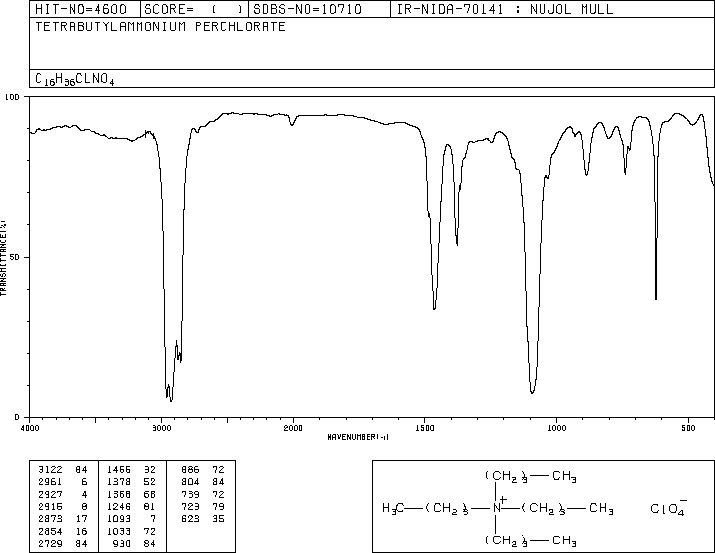 HIT-NO=4600 SCORE= ( ) SDBS-NO=10710 IR-NIDA-70141 : NUJOL MULL
TETRABUTYLAMMONIUM PERCHLORATE
C16H36CLNO4
100
50
0
TRANSMITTANCE(%)
4000 3000 2000 1500 1000 500
WAVENUMBER(-1)
3122 84 1466 32 886 72
2961 6 1378 52 804 84
2927 4 1368 68 739 72
2915 8 1246 81 723 79
2873 17 1093 7 623 35
2854 16 1033 72
2729 84 930 84
(CH2)3—CH3
H3C—(CH2)3—N+—(CH2)3—CH3 ClO4−
(CH2)3—CH3